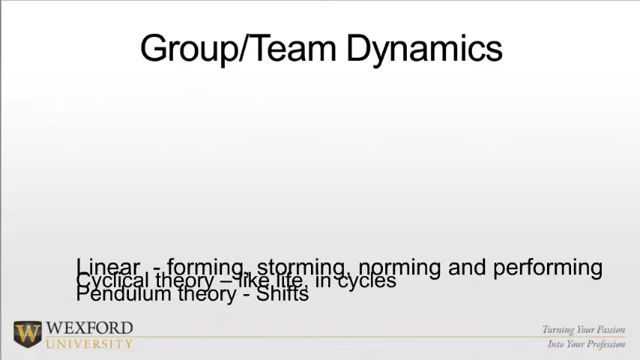 Group/Team Dynamics
Linear - forming, storming, norming and performing
Cyclical theory – like life, in cycles
Pendulum theory - Shifts
W
WEXFORD
UNIVERSITY
Turning Your Passion
Into Your Profession